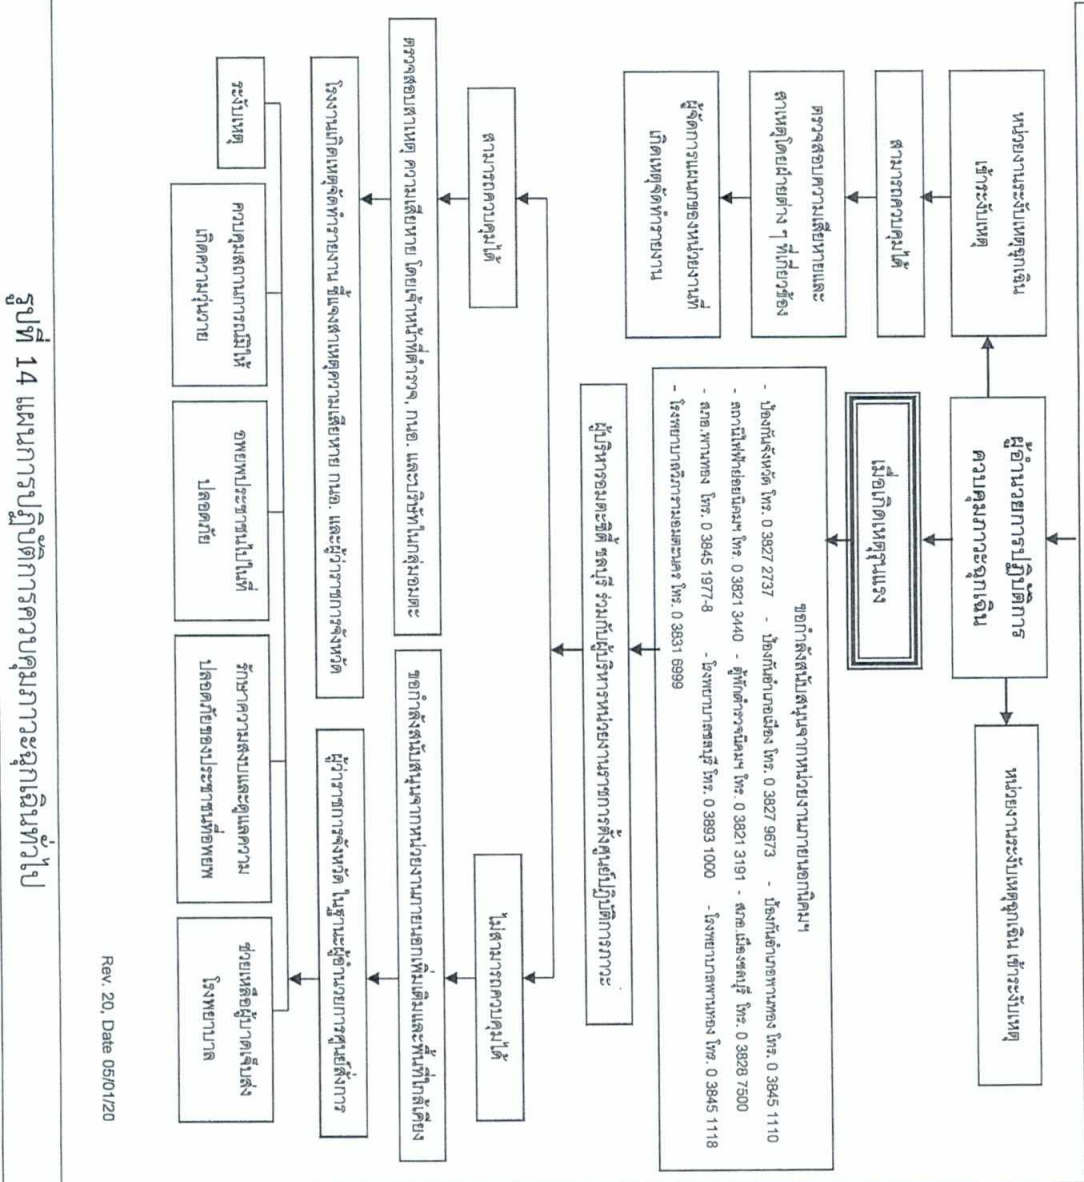 ผู้อำนวยการปฏิบัติการ
ควบคุมภาวะฉุกเฉิน
หน่วยงานระงับเหตุฉุกเฉิน
เข้าระงับเหตุ
หน่วยงานระงับเหตุฉุกเฉิน เข้าระงับเหตุ
สามารถควบคุมได้
เมื่อเกิดเหตุรุนแรง
ตรวจสอบความเสียหายและ
สาเหตุโดยฝ่ายต่าง ๆ ที่เกี่ยวข้อง
ผู้จัดการแผนกของหน่วยงานที่
เกิดเหตุจัดทำรายงาน
ขอกำลังสนับสนุนจากหน่วยงานภายนอกนิคมฯ
- ป้องกันจังหวัด โทร. 0 3827 2737 - ป้องกันอำเภอเมือง โทร. 0 3827 9673 - ป้องกันอำเภอพานทอง โทร. 0 3845 1110
- สถานีไฟฟ้าย่อยนิคมฯ โทร. 0 3821 3440 - ตู้พักตำรวจนิคมฯ โทร. 0 3821 3191 - สภอ.เมืองชลบุรี โทร. 0 3828 7500
- สภอ.พานทอง โทร. 0 3845 1977-8 - โรงพยาบาลชลบุรี โทร. 0 3893 1000 - โรงพยาบาลพานทอง โทร. 0 3845 1118
- โรงพยาบาลวิภารามอมตะนคร โทร. 0 3831 6999
ผู้บริหารอมตะซิตี้ ชลบุรี ร่วมกับผู้บริหารหน่วยงานราชการตั้งศูนย์ปฏิบัติการภาวะ
สามารถควบคุมได้
ไม่สามารถควบคุมได้
ตรวจสอบสาเหตุ ความเสียหาย โดยเจ้าหน้าที่ตำรวจ, กนอ. และบริษัทในกลุ่มอมตะ
ขอกำลังสนับสนุนจากหน่วยงานภายนอกเพิ่มเติมและพื้นที่ใกล้เคียง
โรงงานเกิดเหตุจัดทำรายงาน ชี้แจงสาเหตุความเสียหาย กนอ. และผู้ว่าราชการจังหวัด
ผู้ว่าราชการจังหวัด ในฐานะผู้อำนวยการศูนย์สั่งการ
ระงับเหตุ
ควบคุมสถานการณ์มิให้
เกิดความวุ่นวาย
อพยพประชาชนไปในที่
ปลอดภัย
รักษาความสงบและดูแลความ
ปลอดภัยของประชาชนที่อพยพ
ช่วยเหลือผู้บาดเจ็บส่ง
โรงพยาบาล
Rev. 20, Date 05/01/20
รูปที่ 14 แผนการปฏิบัติการควบคุมภาวะฉุกเฉินทั่วไป